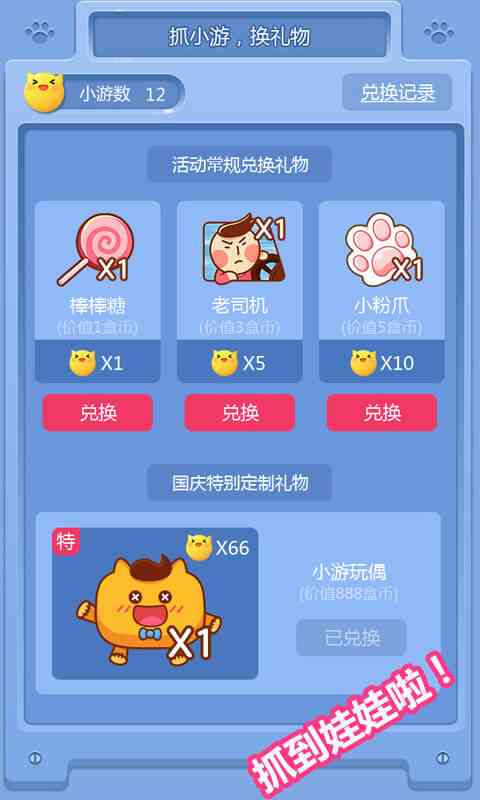 抓小游，换礼物
小游数 12
兑换记录
活动常规兑换礼物
X1 X1 X1
棒棒糖 老司机 小粉爪
(价值1盒币) (价值3盒币) (价值5盒币)
X1 X5 X10
兑换 兑换 兑换
国庆特别定制礼物
特 X66
小游玩偶
(价值888盒币)
X1 已兑换
抓到娃娃啦！